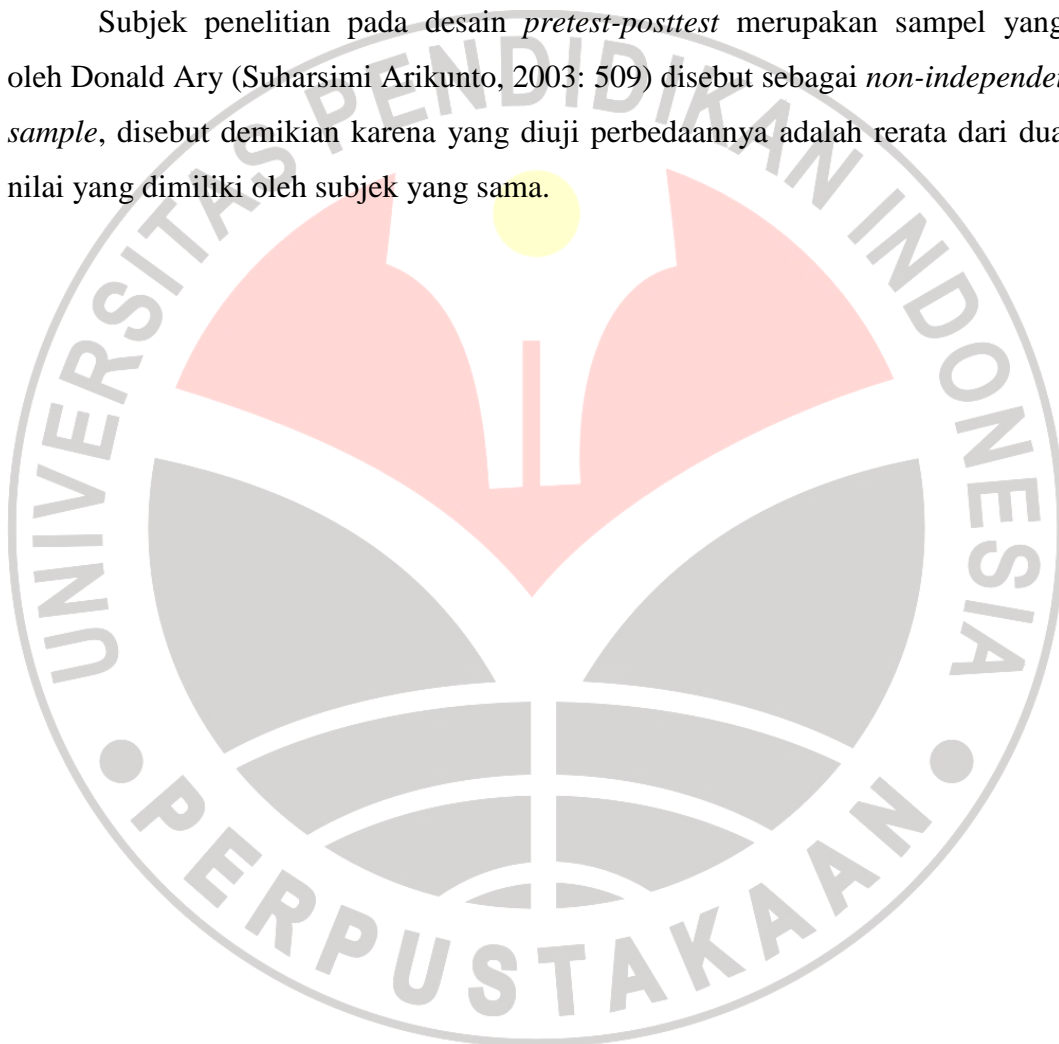 Subjek penelitian pada desain pretest-posttest merupakan sampel yang
oleh Donald Ary (Suharsimi Arikunto, 2003: 509) disebut sebagai non-independe
sample, disebut demikian karena yang diuji perbedaannya adalah rerata dari dua
nilai yang dimiliki oleh subjek yang sama.
UNIVERSITAS PENDIDIKAN INDONESIA
PERPUSTAKAAN